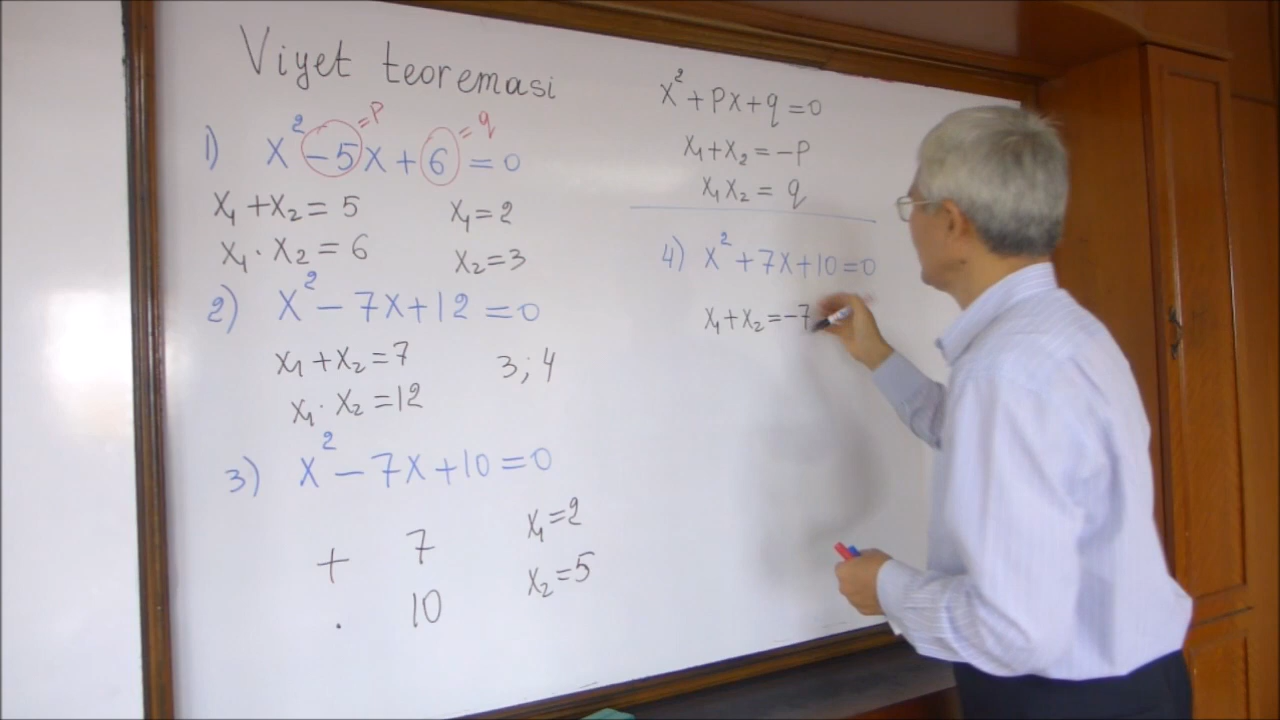 Viyet teoremasi
1) x² - 5x + 6 = 0
= p
= q
x₁ + x₂ = 5
x₁ · x₂ = 6
x₁ = 2
x₂ = 3
2) x² - 7x + 12 = 0
x₁ + x₂ = 7
x₁ · x₂ = 12
3; 4
3) x² - 7x + 10 = 0
+ 7
· 10
x₁ = 2
x₂ = 5
x² + px + q = 0
x₁ + x₂ = -p
x₁ x₂ = q
4) x² + 7x + 10 = 0
x₁ + x₂ = -7